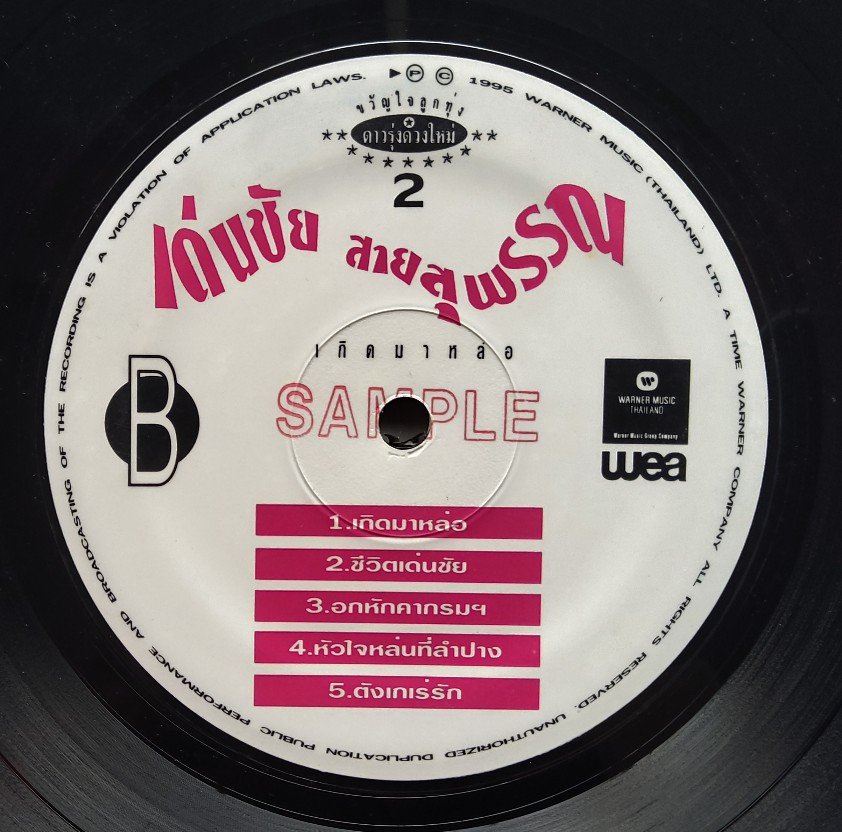 ▶ Ⓟ © 1995 WARNER MUSIC (THAILAND) LTD. A TIME WARNER COMPANY ALL RIGHTS RESERVED. UNAUTHORIZED DUPLICATION PUBLIC PERFORMANCE AND BROADCASTING OF THE RECORDING IS A VIOLATION OF APPLICATION LAWS.
ขวัญใจลูกทุ่ง
ดาวรุ่งดวงใหม่
2
เด่นชัย สายสุพรรณ
เกิดมาหล่อ
B
SAMPLE
WARNER MUSIC
THAILAND
Warner Music Group Company
wea
1.เกิดมาหล่อ
2.ชีวิตเด่นชัย
3.อกหักคากรมฯ
4.หัวใจหล่นที่ลำปาง
5.ตังเกเร่รัก